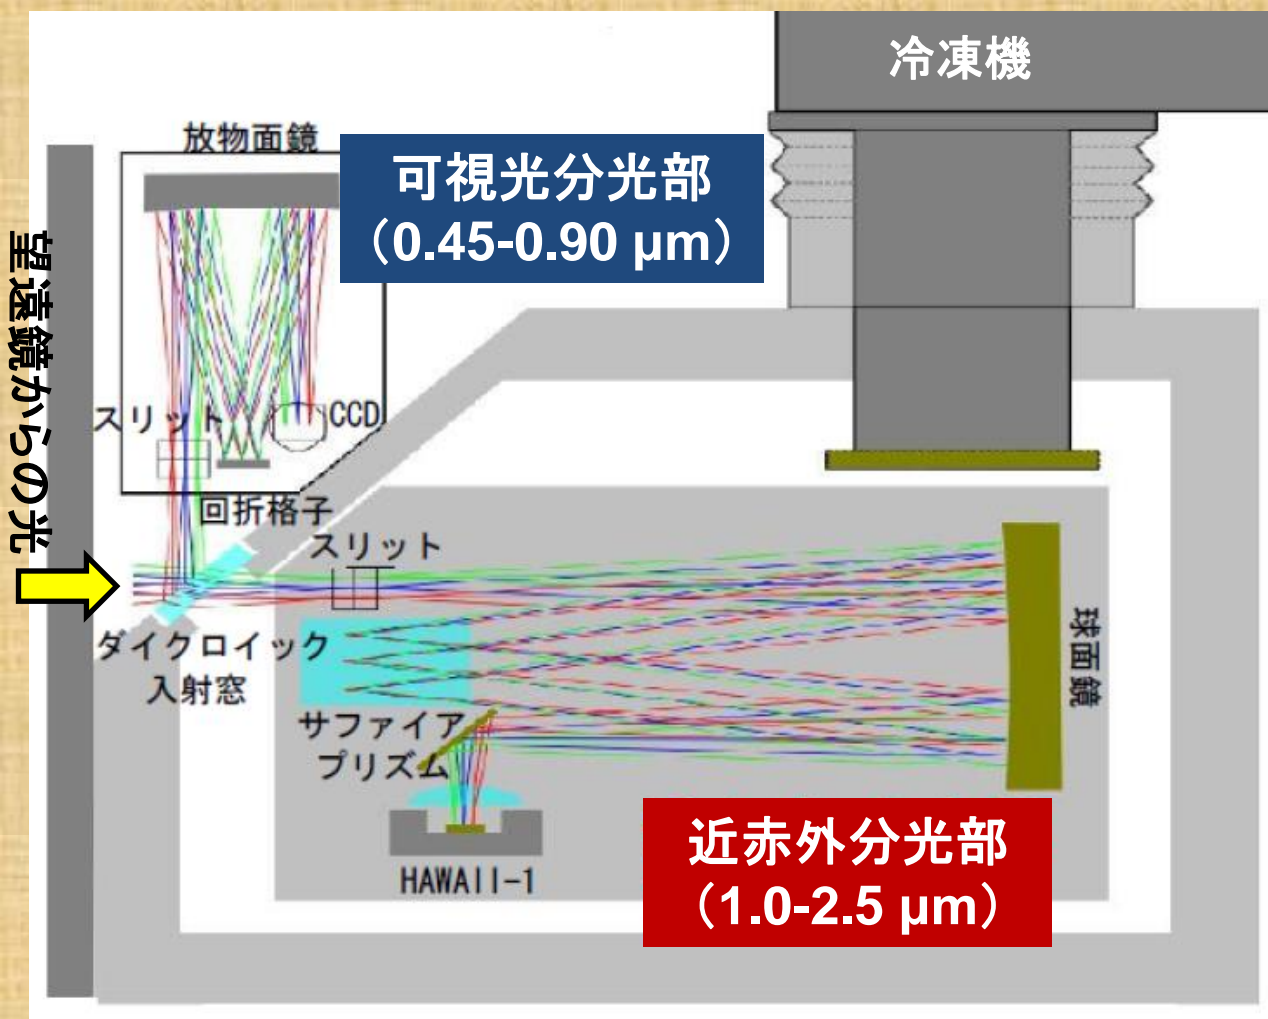 冷凍機
放物面鏡
可視光分光部
（0.45-0.90 μm）
望遠鏡からの光
スリット
CCD
回折格子
スリット
ダイクロイック
入射窓
球面鏡
サファイア
プリズム
HAWAII-1
近赤外分光部
（1.0-2.5 μm）